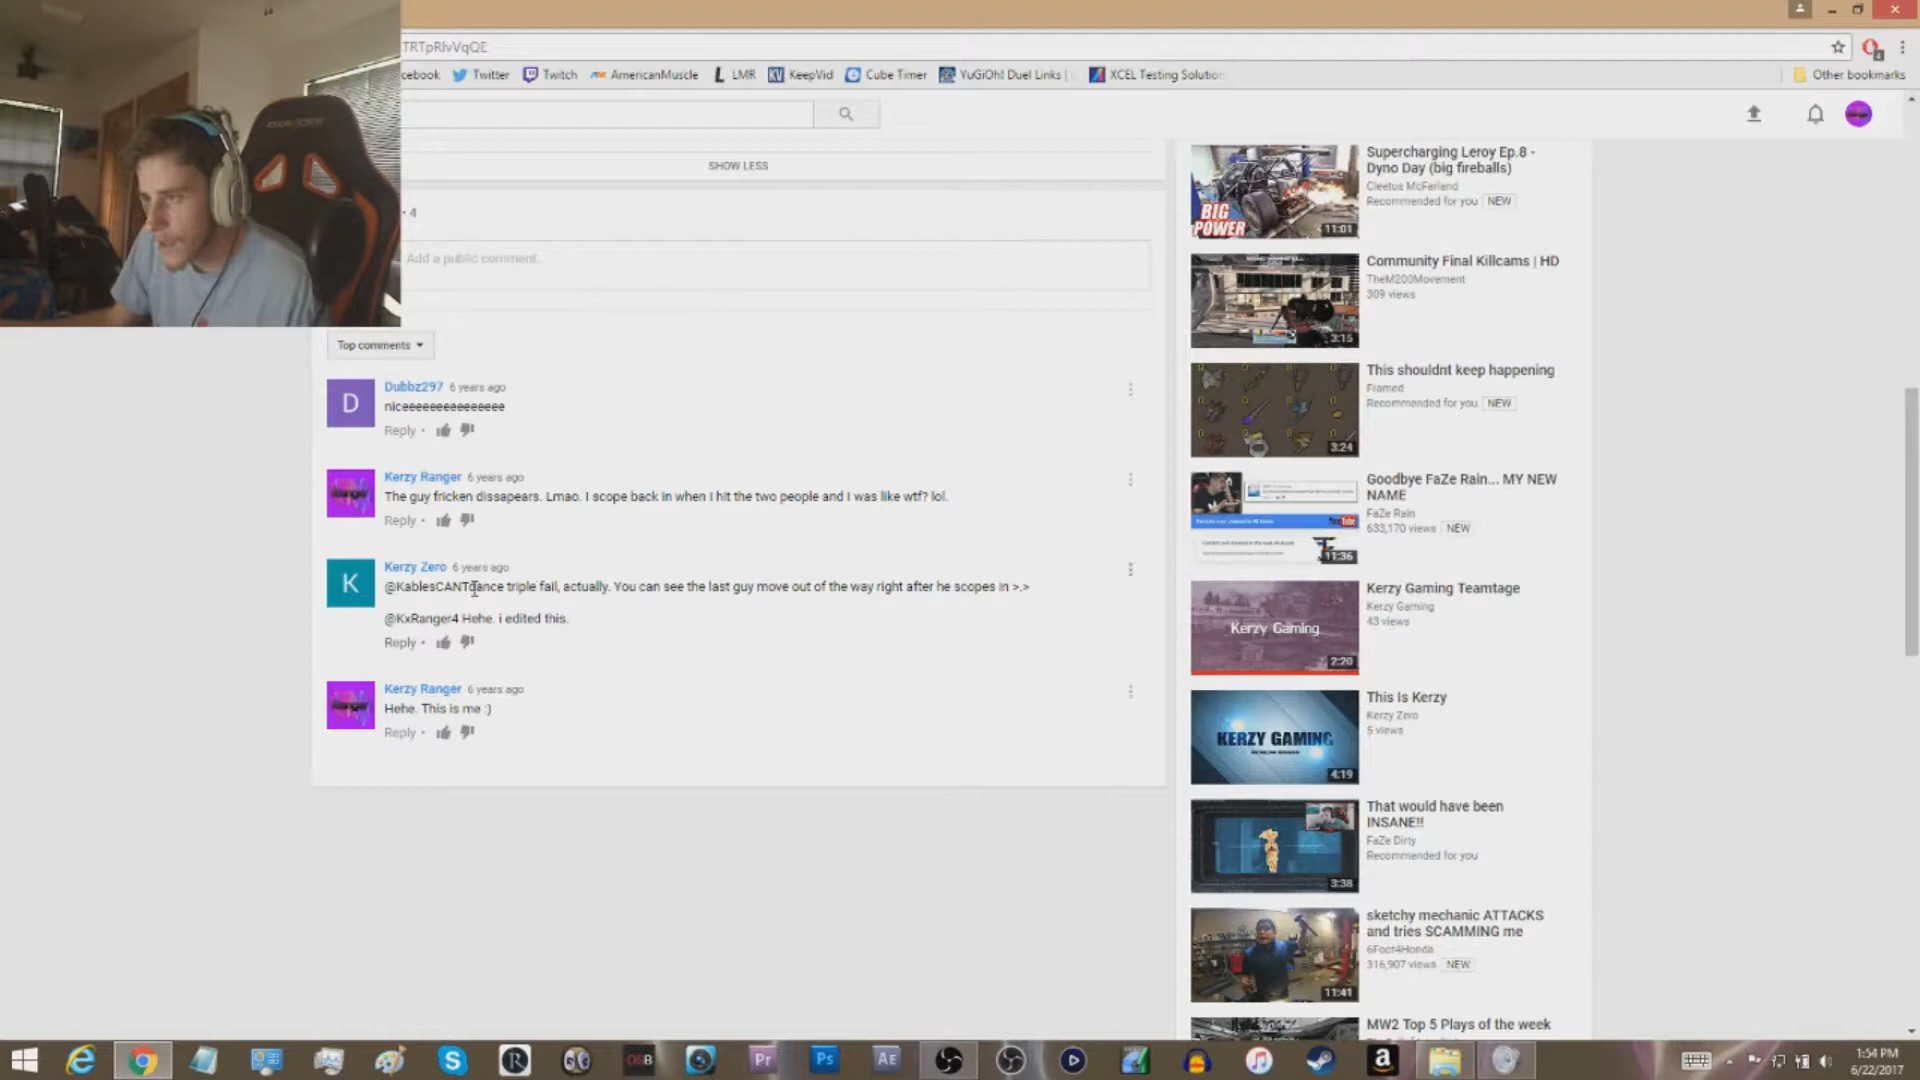 TRTpRlvVqQE
cebook Twitter Twitch AmericanMuscle LMR KeepVid Cube Timer YuGiOh! Duel Links | XCEL Testing Solution Other bookmarks
SHOW LESS
• 4
Add a public comment...
Top comments
Dubbz297 6 years ago
niceeeeeeeeeeeeeee
Reply •
Kerzy Ranger 6 years ago
The guy fricken dissapears. Lmao. I scope back in when I hit the two people and I was like wtf? lol.
Reply •
Kerzy Zero 6 years ago
@KablesCANTdance triple fail, actually. You can see the last guy move out of the way right after he scopes in >.>
@KxRanger4 Hehe. i edited this.
Reply •
Kerzy Ranger 6 years ago
Hehe. This is me :)
Reply •
Supercharging Leroy Ep.8 -
Dyno Day (big fireballs)
Cleetus McFarland
Recommended for you NEW
BIG
POWER
11:01
Community Final Killcams | HD
TheM200Movement
309 views
3:15
This shouldnt keep happening
Framed
Recommended for you NEW
3:24
Goodbye FaZe Rain... MY NEW
NAME
FaZe Rain
633,170 views NEW
11:36
Kerzy Gaming Teamtage
Kerzy Gaming
43 views
Kerzy Gaming
2:20
This Is Kerzy
Kerzy Zero
5 views
KERZY GAMING
4:19
That would have been
INSANE!!
FaZe Dirty
Recommended for you
3:38
sketchy mechanic ATTACKS
and tries SCAMMING me
6Foot4Honda
316,907 views NEW
11:41
MW2 Top 5 Plays of the week
Pr Ps Ae
1:54 PM
6/22/2017